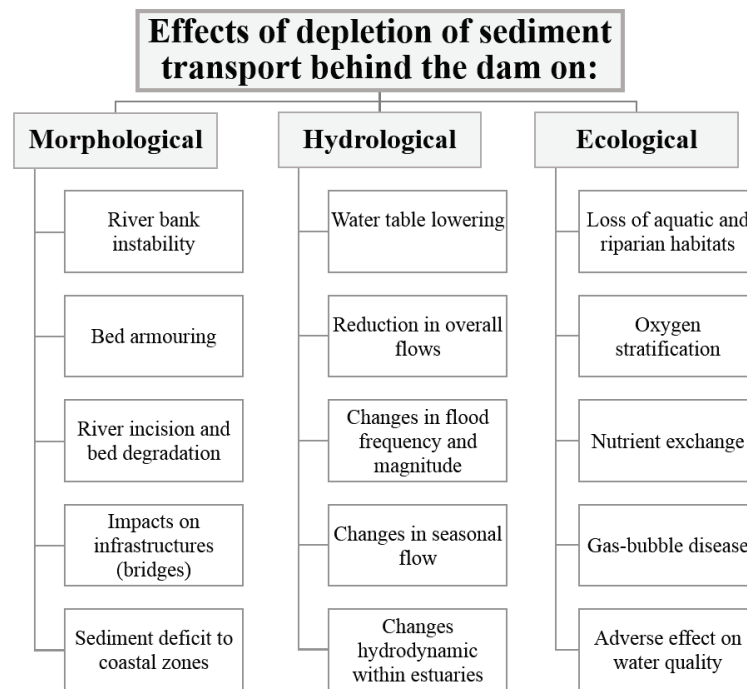 Effects of depletion of sediment
transport behind the dam on:
Morphological
River bank
instability
Bed armouring
River incision and
bed degradation
Impacts on
infrastructures
(bridges)
Sediment deficit to
coastal zones
Hydrological
Water table lowering
Reduction in overall
flows
Changes in flood
frequency and
magnitude
Changes in seasonal
flow
Changes
hydrodynamic
within estuaries
Ecological
Loss of aquatic and
riparian habitats
Oxygen
stratification
Nutrient exchange
Gas-bubble disease
Adverse effect on
water quality